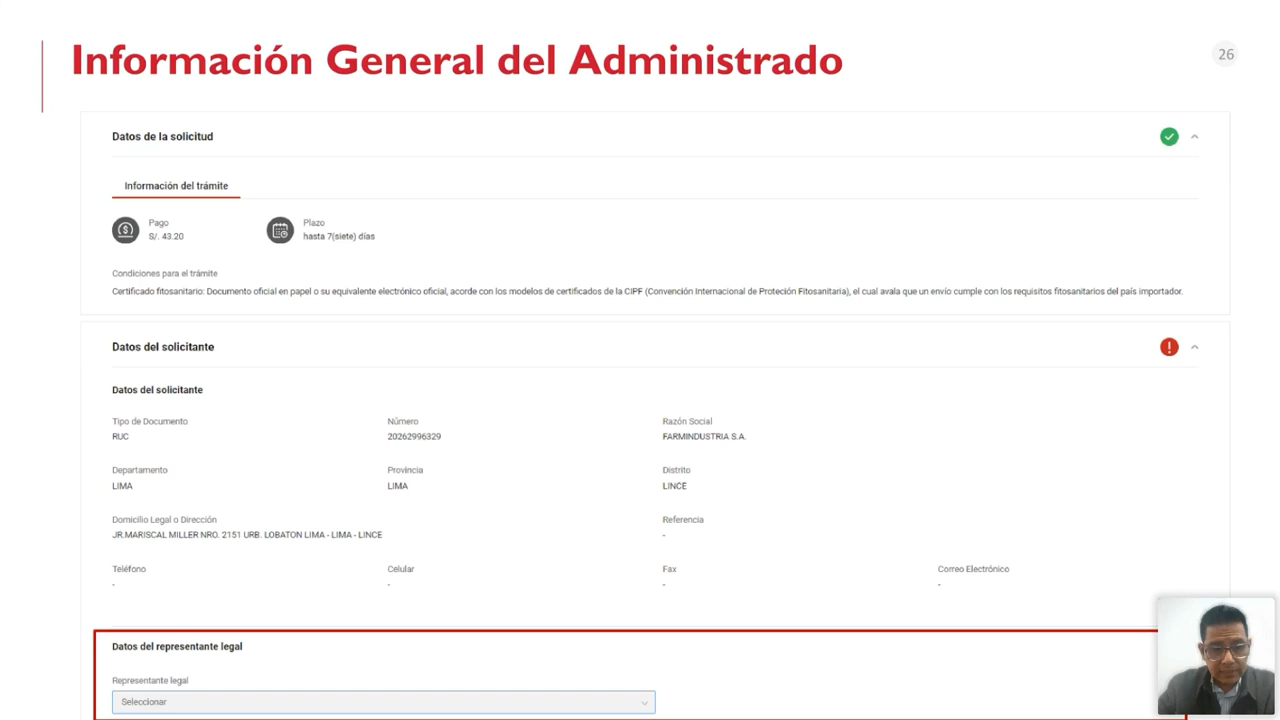 Información General del Administrado
26
Datos de la solicitud
Información del trámite
Pago
S/. 43.20
Plazo
hasta 7(siete) días
Condiciones para el trámite
Certificado fitosanitario: Documento oficial en papel o su equivalente electrónico oficial, acorde con los modelos de certificados de la CIPF (Convención Internacional de Proteción Fitosanitaria), el cual avala que un envío cumple con los requisitos fitosanitarios del país importador.
Datos del solicitante
Datos del solicitante
Tipo de Documento Número Razón Social
RUC 20262996329 FARMINDUSTRIA S.A.
Departamento Provincia Distrito
LIMA LIMA LINCE
Domicilio Legal o Dirección Referencia
JR.MARISCAL MILLER NRO. 2151 URB. LOBATON LIMA - LIMA - LINCE -
Teléfono Celular Fax Correo Electrónico
- - - -
Datos del representante legal
Representante legal
Seleccionar